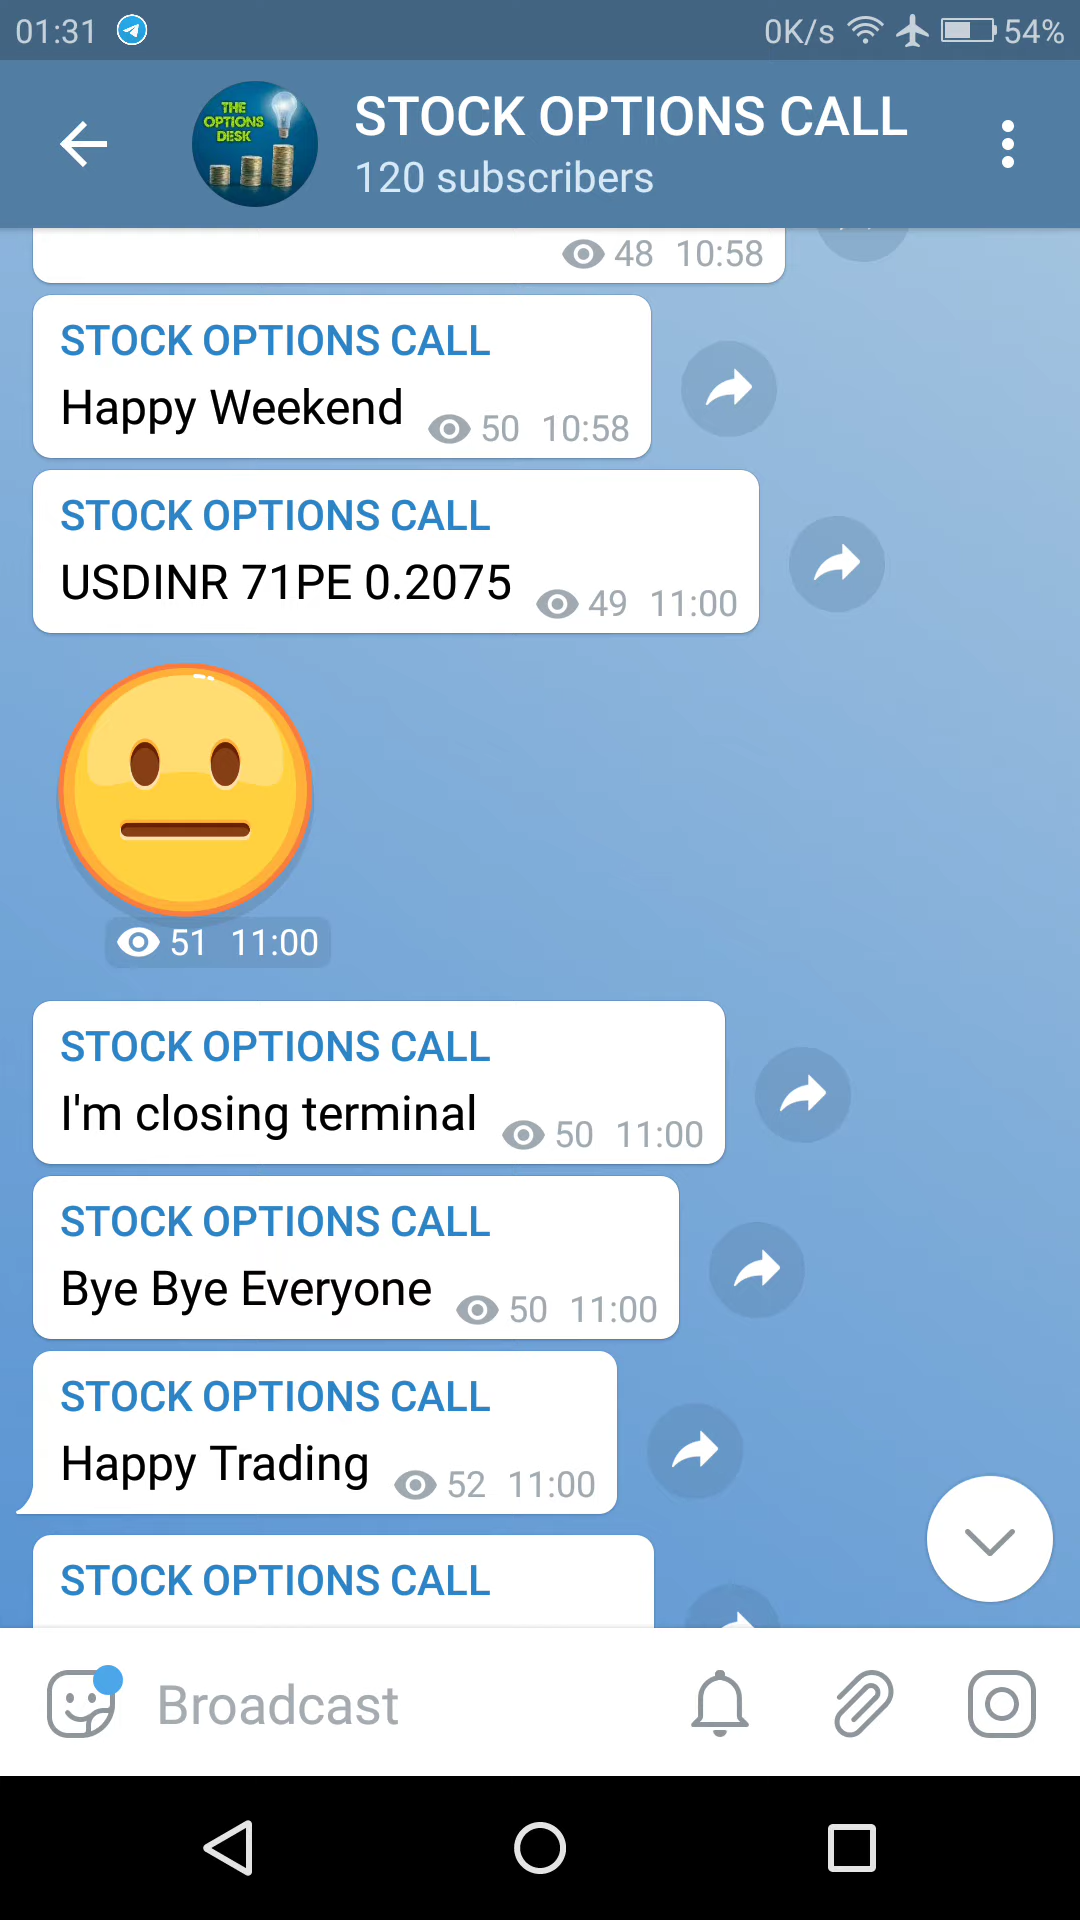 01:31 0K/s 54%
THE
OPTIONS
DESK
STOCK OPTIONS CALL
120 subscribers
48 10:58
STOCK OPTIONS CALL
Happy Weekend 50 10:58
STOCK OPTIONS CALL
USDINR 71PE 0.2075 49 11:00
51 11:00
STOCK OPTIONS CALL
I'm closing terminal 50 11:00
STOCK OPTIONS CALL
Bye Bye Everyone 50 11:00
STOCK OPTIONS CALL
Happy Trading 52 11:00
STOCK OPTIONS CALL
Broadcast